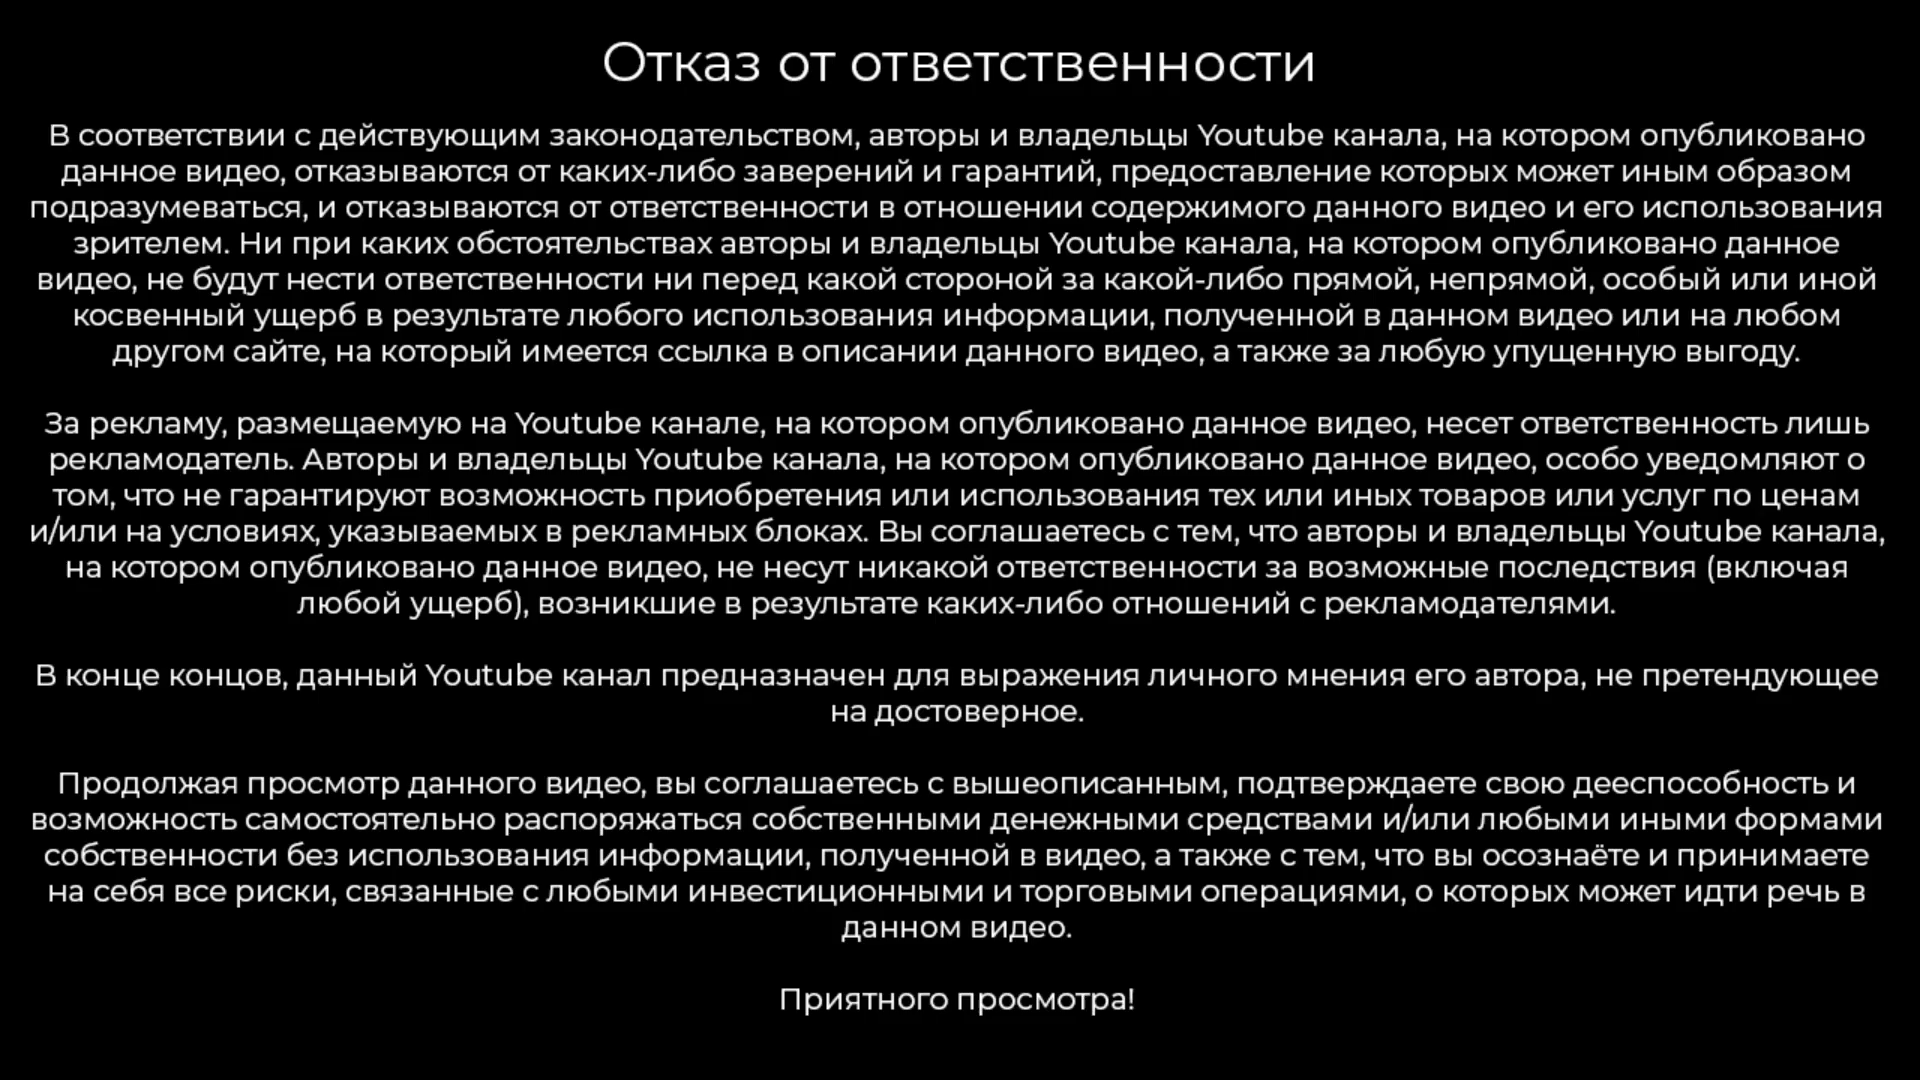 Отказ от ответственности
В соответствии с действующим законодательством, авторы и владельцы Youtube канала, на котором опубликовано
данное видео, отказываются от каких-либо заверений и гарантий, предоставление которых может иным образом
подразумеваться, и отказываются от ответственности в отношении содержимого данного видео и его использования
зрителем. Ни при каких обстоятельствах авторы и владельцы Youtube канала, на котором опубликовано данное
видео, не будут нести ответственности ни перед какой стороной за какой-либо прямой, непрямой, особый или иной
косвенный ущерб в результате любого использования информации, полученной в данном видео или на любом
другом сайте, на который имеется ссылка в описании данного видео, а также за любую упущенную выгоду.
За рекламу, размещаемую на Youtube канале, на котором опубликовано данное видео, несет ответственность лишь
рекламодатель. Авторы и владельцы Youtube канала, на котором опубликовано данное видео, особо уведомляют о
том, что не гарантируют возможность приобретения или использования тех или иных товаров или услуг по ценам
и/или на условиях, указываемых в рекламных блоках. Вы соглашаетесь с тем, что авторы и владельцы Youtube канала,
на котором опубликовано данное видео, не несут никакой ответственности за возможные последствия (включая
любой ущерб), возникшие в результате каких-либо отношений с рекламодателями.
В конце концов, данный Youtube канал предназначен для выражения личного мнения его автора, не претендующее
на достоверное.
Продолжая просмотр данного видео, вы соглашаетесь с вышеописанным, подтверждаете свою дееспособность и
возможность самостоятельно распоряжаться собственными денежными средствами и/или любыми иными формами
собственности без использования информации, полученной в видео, а также с тем, что вы осознаёте и принимаете
на себя все риски, связанные с любыми инвестиционными и торговыми операциями, о которых может идти речь в
данном видео.
Приятного просмотра!